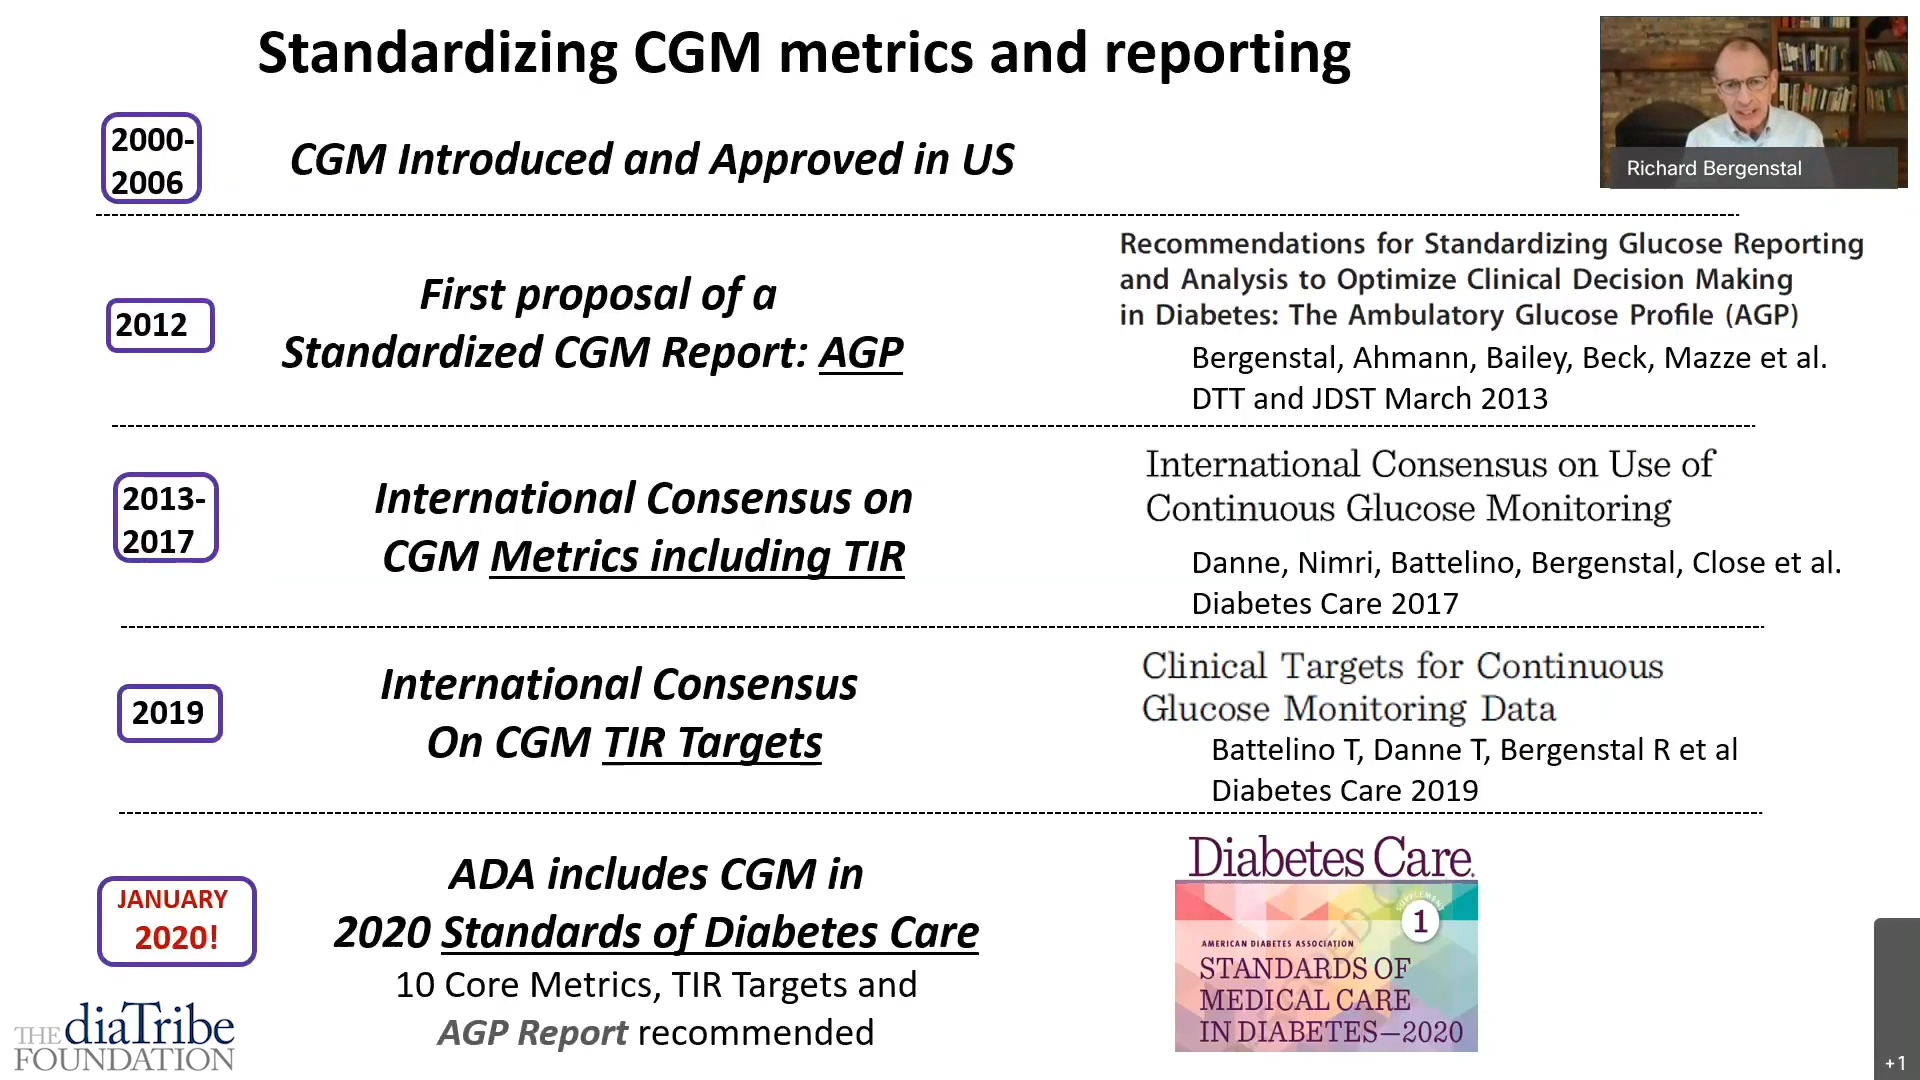 Standardizing CGM metrics and reporting
Richard Bergenstal
2000-
2006
CGM Introduced and Approved in US
2012
First proposal of a
Standardized CGM Report: AGP
Recommendations for Standardizing Glucose Reporting
and Analysis to Optimize Clinical Decision Making
in Diabetes: The Ambulatory Glucose Profile (AGP)
Bergenstal, Ahmann, Bailey, Beck, Mazze et al.
DTT and JDST March 2013
2013-
2017
International Consensus on
CGM Metrics including TIR
International Consensus on Use of
Continuous Glucose Monitoring
Danne, Nimri, Battelino, Bergenstal, Close et al.
Diabetes Care 2017
2019
International Consensus
On CGM TIR Targets
Clinical Targets for Continuous
Glucose Monitoring Data
Battelino T, Danne T, Bergenstal R et al
Diabetes Care 2019
JANUARY
2020!
ADA includes CGM in
2020 Standards of Diabetes Care
10 Core Metrics, TIR Targets and
AGP Report recommended
Diabetes Care.
SUPPLEMENT
1
AMERICAN DIABETES ASSOCIATION
STANDARDS OF
MEDICAL CARE
IN DIABETES—2020
THE diaTribe
FOUNDATION
+1